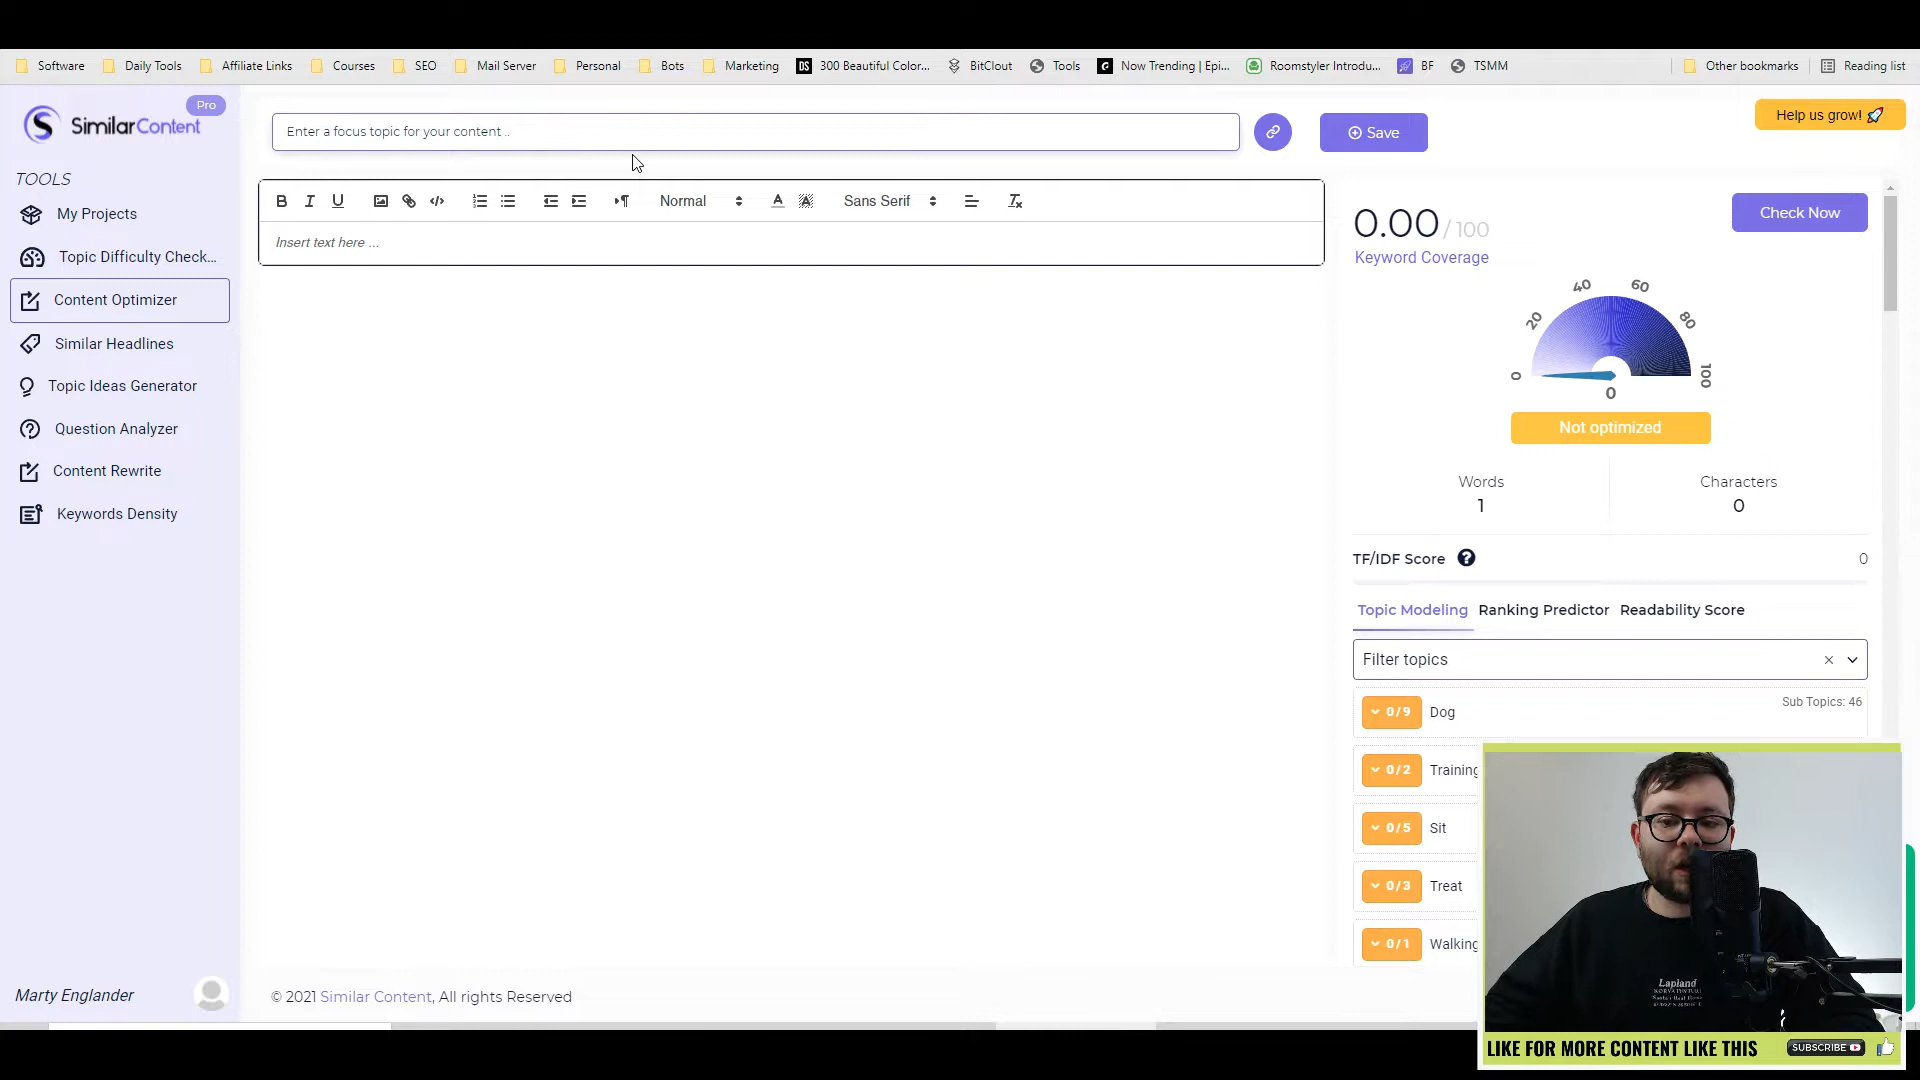 Software Daily Tools Affiliate Links Courses SEO Mail Server Personal Bots Marketing DS 300 Beautiful Color... BitClout Tools Now Trending | Epi... Roomstyler Introdu... BF TSMM Other bookmarks Reading list
Pro
SimilarContent
Enter a focus topic for your content ..
Save
Help us grow!
TOOLS
My Projects
Topic Difficulty Check...
Content Optimizer
Similar Headlines
Topic Ideas Generator
Question Analyzer
Content Rewrite
Keywords Density
Marty Englander
B I U Normal A Sans Serif
Insert text here ...
0.00 / 100
Check Now
Keyword Coverage
0 20 40 60 80 100
0
Not optimized
Words Characters
1 0
TF/IDF Score ? 0
Topic Modeling Ranking Predictor Readability Score
Filter topics
0/9 Dog Sub Topics: 46
0/2 Training
0/5 Sit
0/3 Treat
0/1 Walking
© 2021 Similar Content, All rights Reserved
Lapland
LIKE FOR MORE CONTENT LIKE THIS SUBSCRIBE